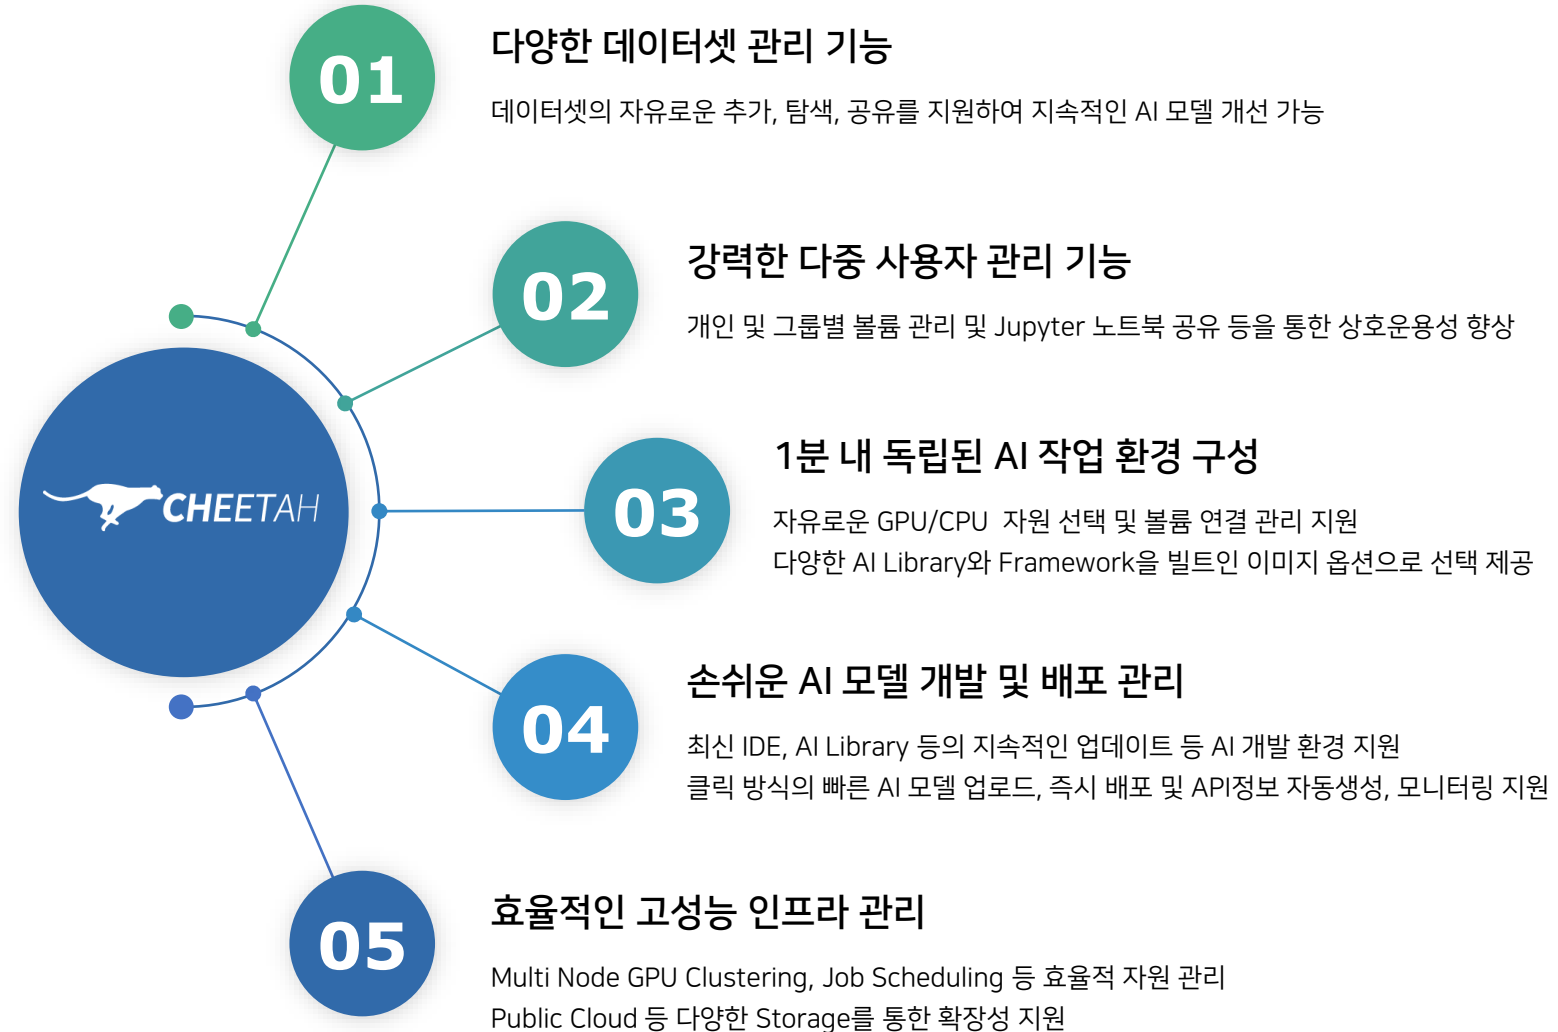 01
다양한 데이터셋 관리 기능
데이터셋의 자유로운 추가, 탐색, 공유를 지원하여 지속적인 AI 모델 개선 가능
02
강력한 다중 사용자 관리 기능
개인 및 그룹별 볼륨 관리 및 Jupyter 노트북 공유 등을 통한 상호운용성 향상
CHEETAH
03
1분 내 독립된 AI 작업 환경 구성
자유로운 GPU/CPU 자원 선택 및 볼륨 연결 관리 지원
다양한 AI Library와 Framework을 빌트인 이미지 옵션으로 선택 제공
04
손쉬운 AI 모델 개발 및 배포 관리
최신 IDE, AI Library 등의 지속적인 업데이트 등 AI 개발 환경 지원
클릭 방식의 빠른 AI 모델 업로드, 즉시 배포 및 API정보 자동생성, 모니터링 지원
05
효율적인 고성능 인프라 관리
Multi Node GPU Clustering, Job Scheduling 등 효율적 자원 관리
Public Cloud 등 다양한 Storage를 통한 확장성 지원